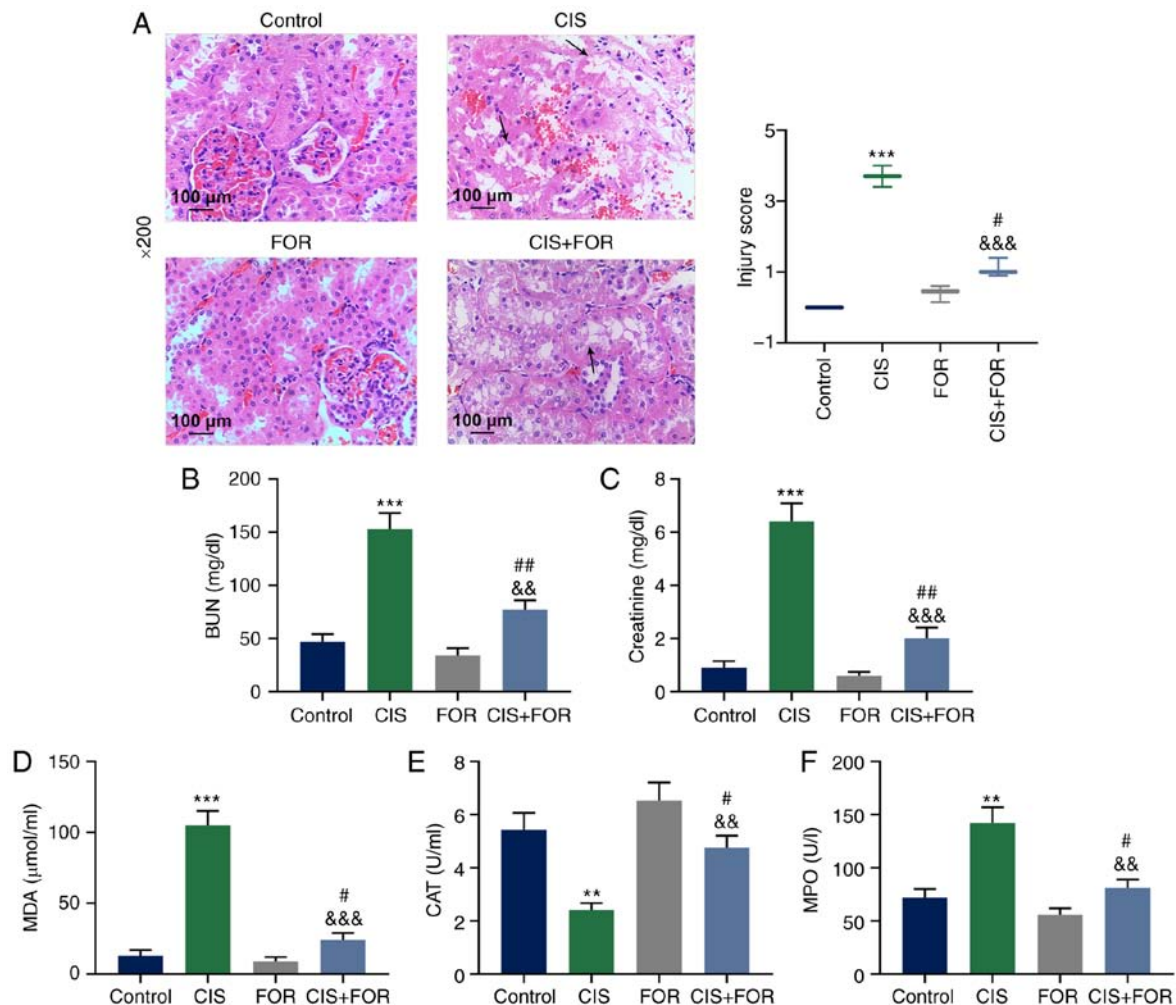 A
Control
CIS
100 µm
100 µm
FOR
CIS+FOR
×200
100 µm
100 µm
Injury score
5
3
1
−1
***
#
&&&
Control
CIS
FOR
CIS+FOR
B
BUN (mg/dl)
200
150
100
50
0
***
##
&&
Control CIS FOR CIS+FOR
C
Creatinine (mg/dl)
8
6
4
2
0
***
##
&&&
Control CIS FOR CIS+FOR
D
MDA (µmol/ml)
150
100
50
0
***
#
&&&
Control CIS FOR CIS+FOR
E
CAT (U/ml)
8
6
4
2
0
**
#
&&
Control CIS FOR CIS+FOR
F
MPO (U/l)
200
150
100
50
0
**
#
&&
Control CIS FOR CIS+FOR